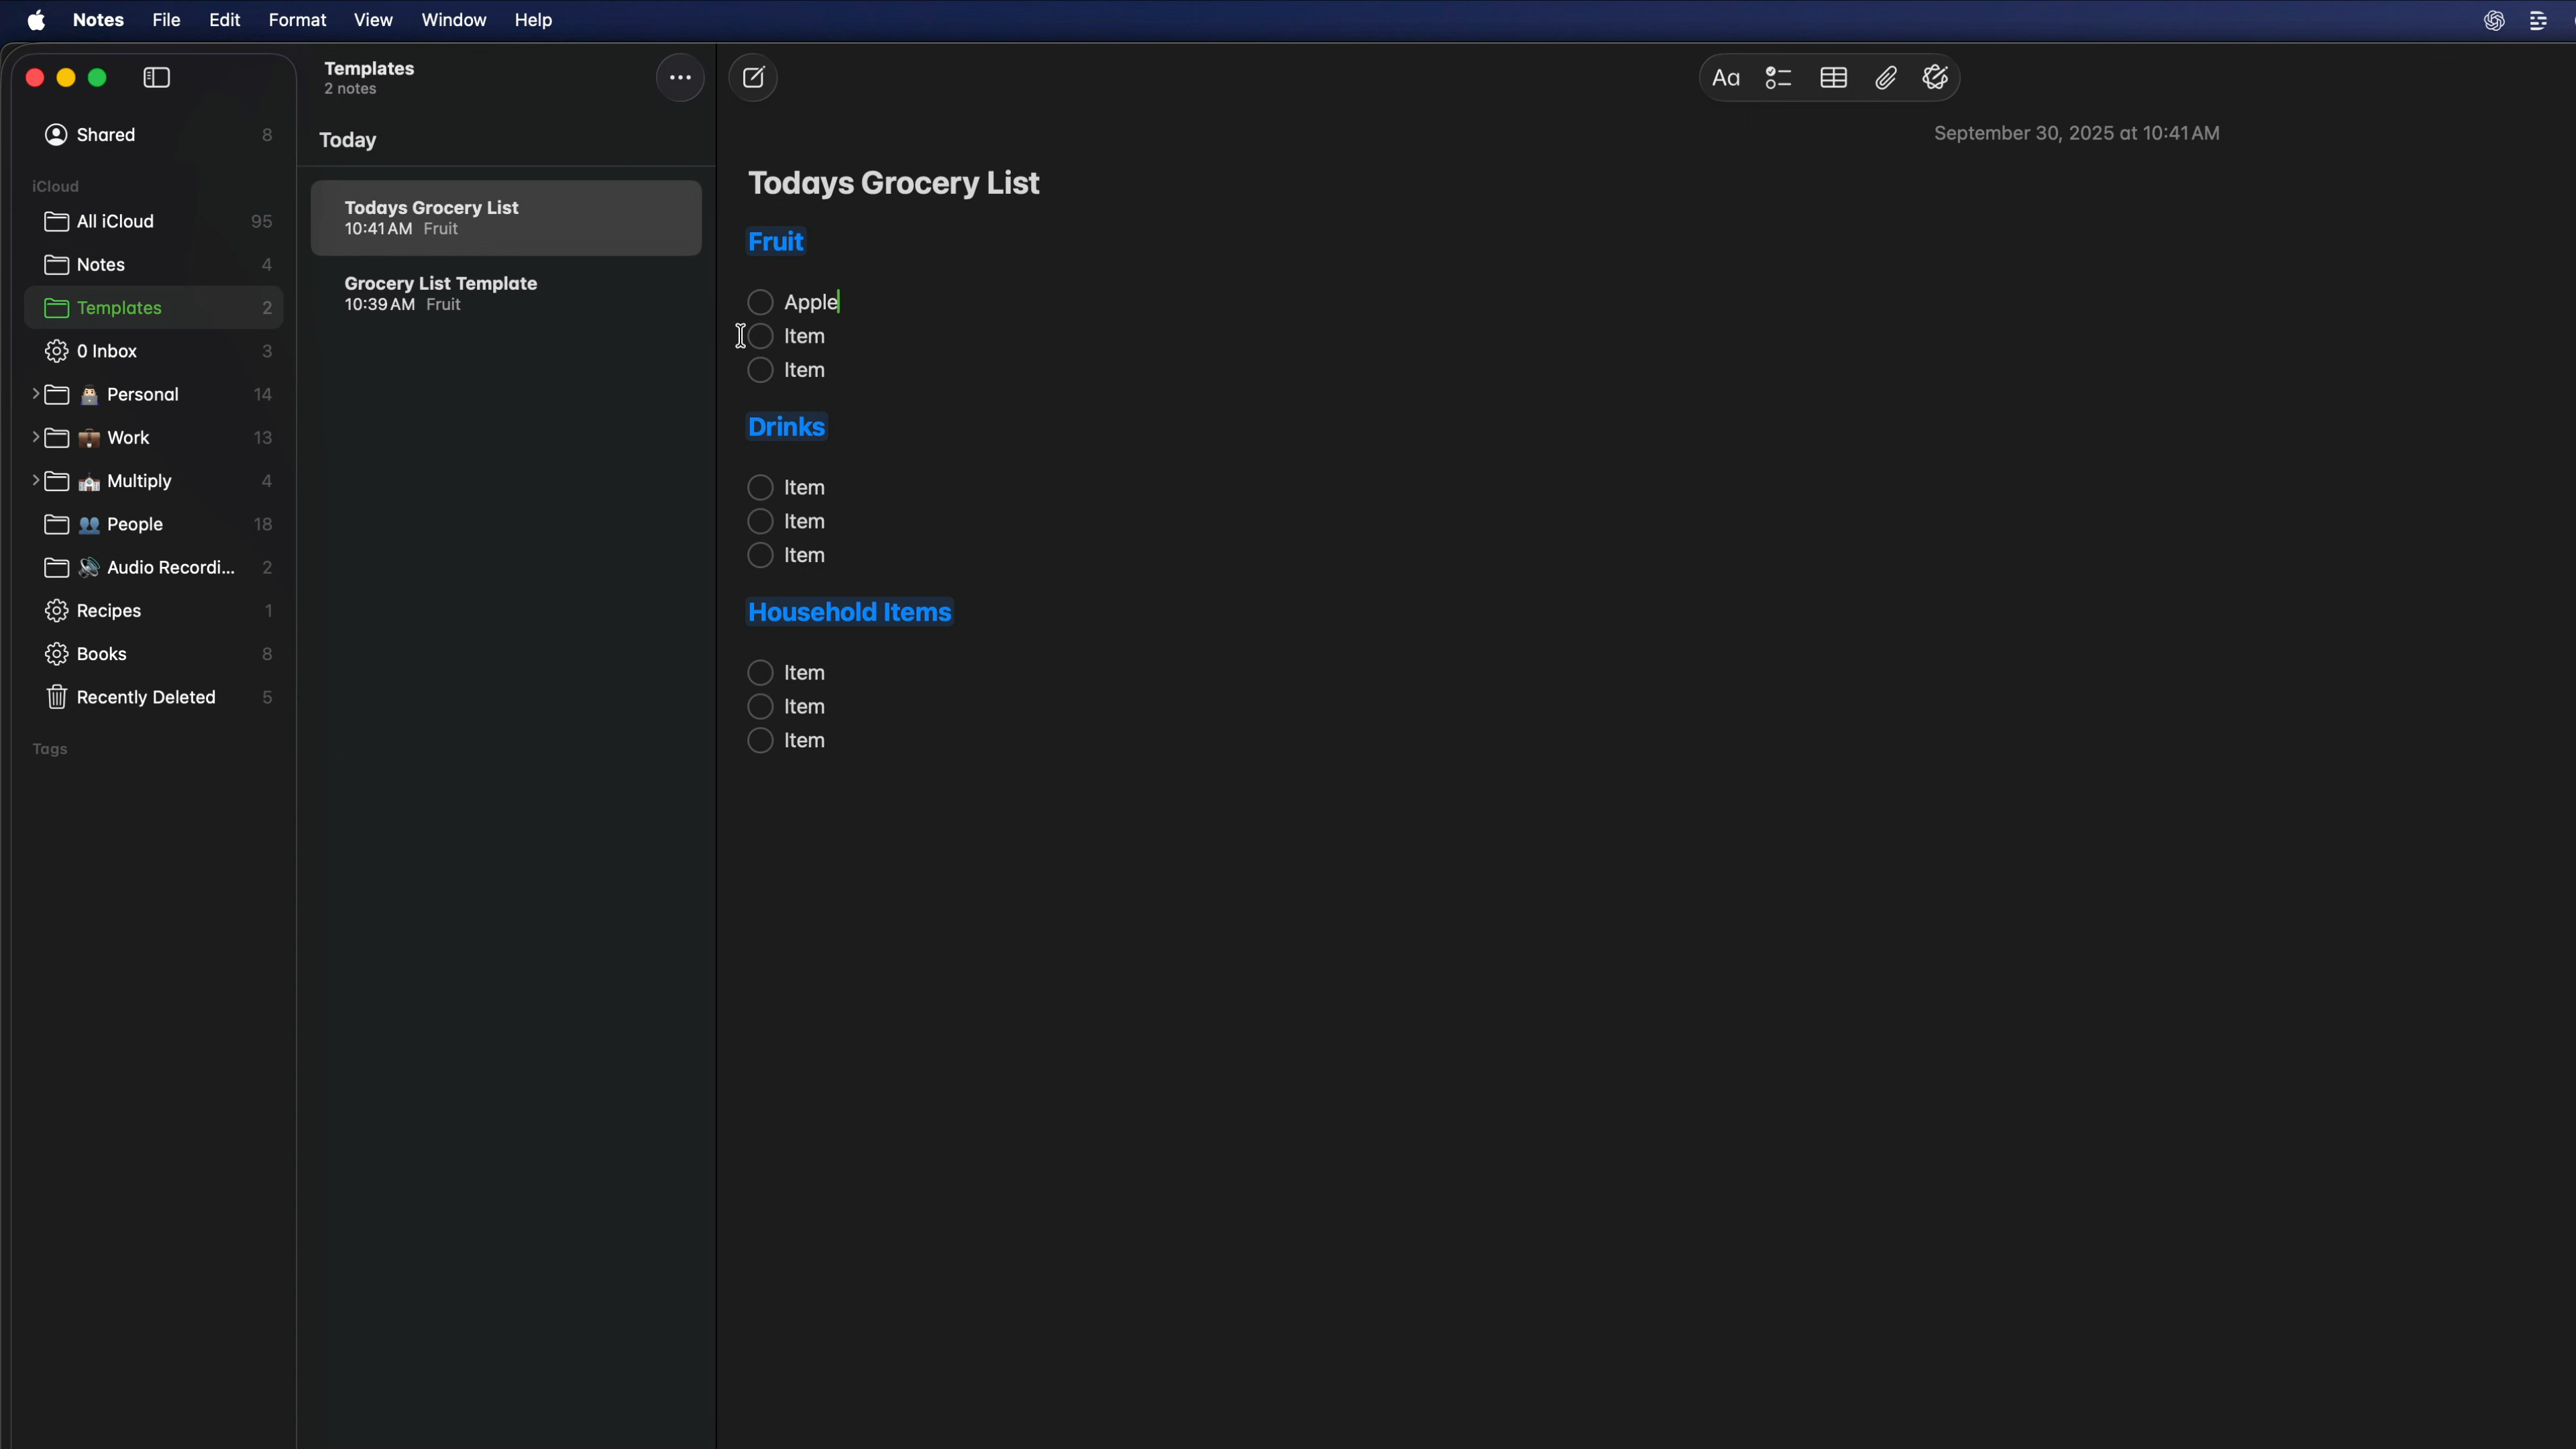 Notes File Edit Format View Window Help
Templates
2 notes
Aa
Shared 8
Today
September 30, 2025 at 10:41 AM
iCloud
All iCloud 95
Notes 4
Templates 2
0 Inbox 3
Personal 14
Work 13
Multiply 4
People 18
Audio Recordi... 2
Recipes 1
Books 8
Recently Deleted 5
Tags
Todays Grocery List
10:41 AM Fruit
Grocery List Template
10:39 AM Fruit
Todays Grocery List
Fruit
Apple
Item
Item
Drinks
Item
Item
Item
Household Items
Item
Item
Item